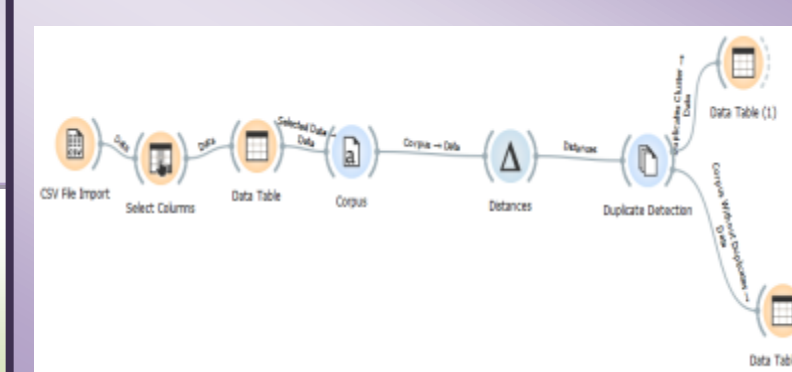 CSV File Import
Data
Select Columns
Data
Data Table
Selected Data →
Data
a
Corpus
Corpus → Data
Distances
Distances
Duplicate Detection
uplicates Cluster →
Data
Data Table (1)
Corpus Without Duplicates →
Data
Data Tab